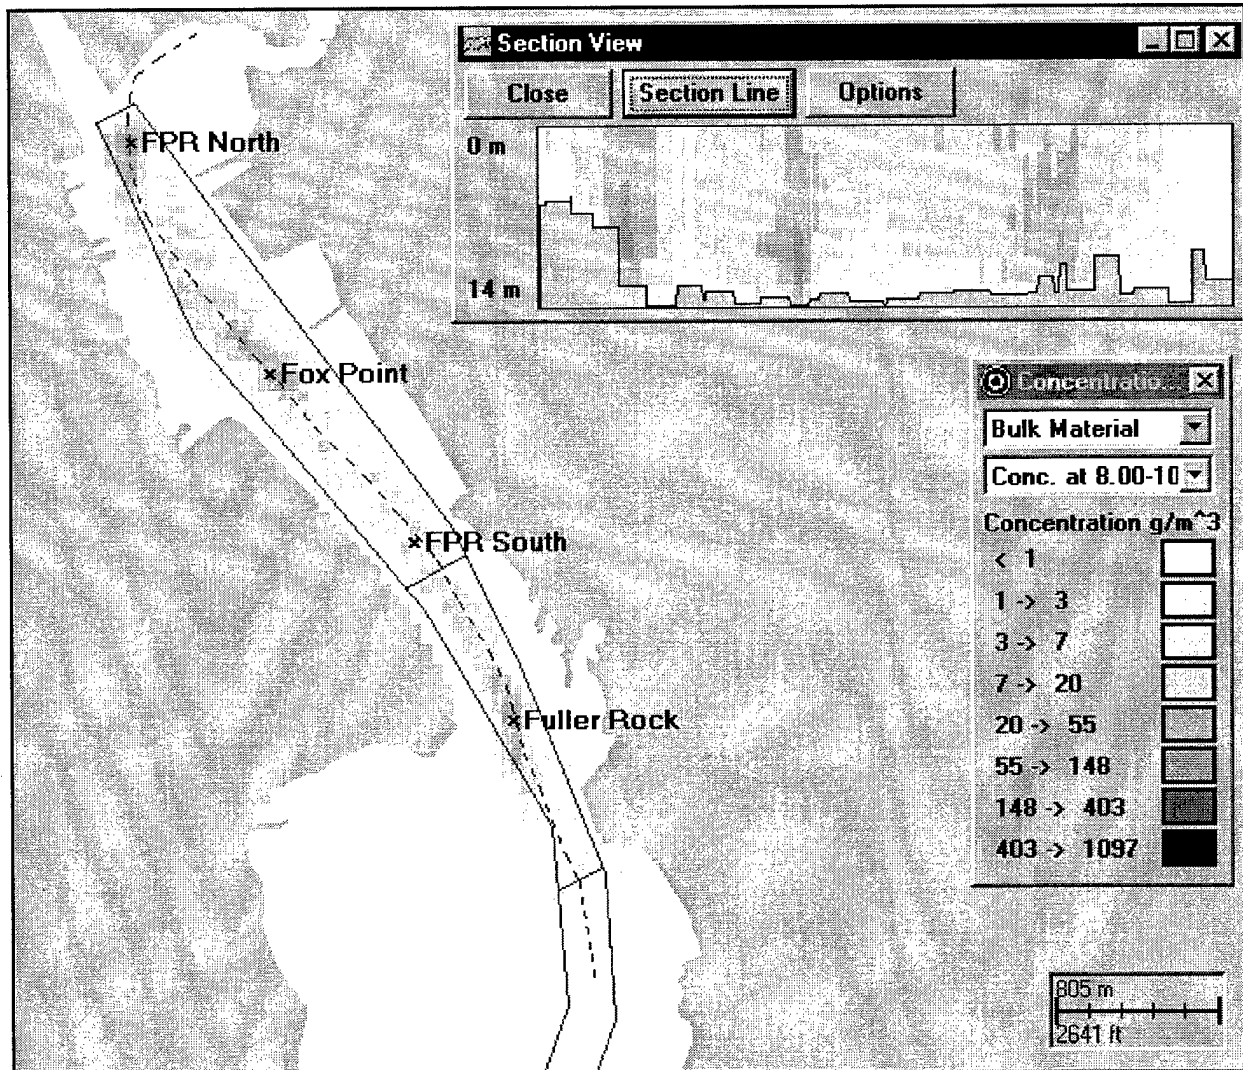 Section View
Close Section Line Options
0 m
14 m
FPR North
Fox Point
FPR South
Fuller Rock
Concentratio...
Bulk Material
Conc. at 8.00-10
Concentration g/m^3
< 1
1 -> 3
3 -> 7
7 -> 20
20 -> 55
55 -> 148
148 -> 403
403 -> 1097
805 m
2641 ft